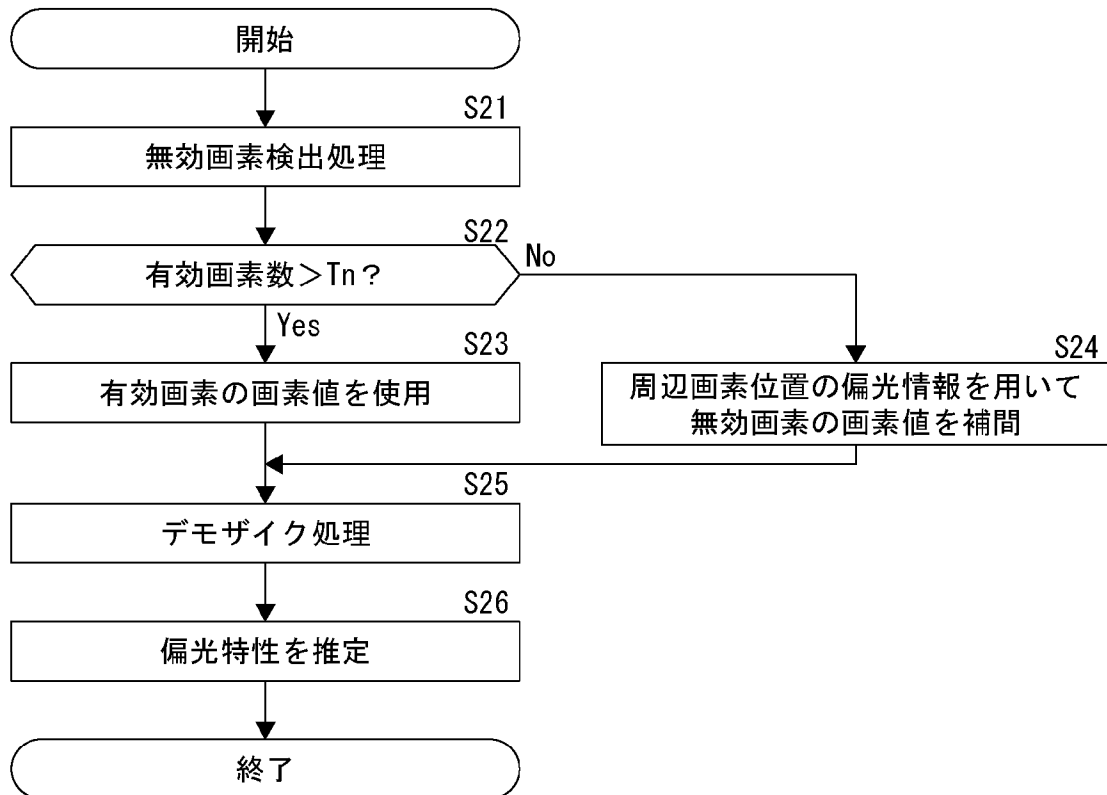 開始
S21
無効画素検出処理
S22
有効画素数＞Tn？
No
Yes
S23
有効画素の画素値を使用
S24
周辺画素位置の偏光情報を用いて
無効画素の画素値を補間
S25
デモザイク処理
S26
偏光特性を推定
終了